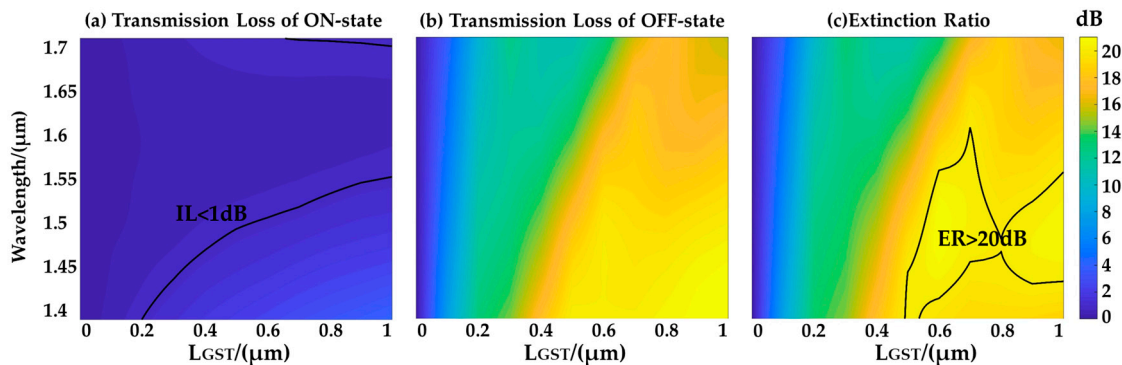 (a) Transmission Loss of ON-state
(b) Transmission Loss of OFF-state
(c)Extinction Ratio
dB
Wavelength/(μm)
1.7
1.65
1.6
1.55
1.5
1.45
1.4
IL<1dB
ER>20dB
20
18
16
14
12
10
8
6
4
2
0
0 0.2 0.4 0.6 0.8 1
0 0.2 0.4 0.6 0.8 1
0 0.2 0.4 0.6 0.8 1
LGST/(μm)
LGST/(μm)
LGST/(μm)